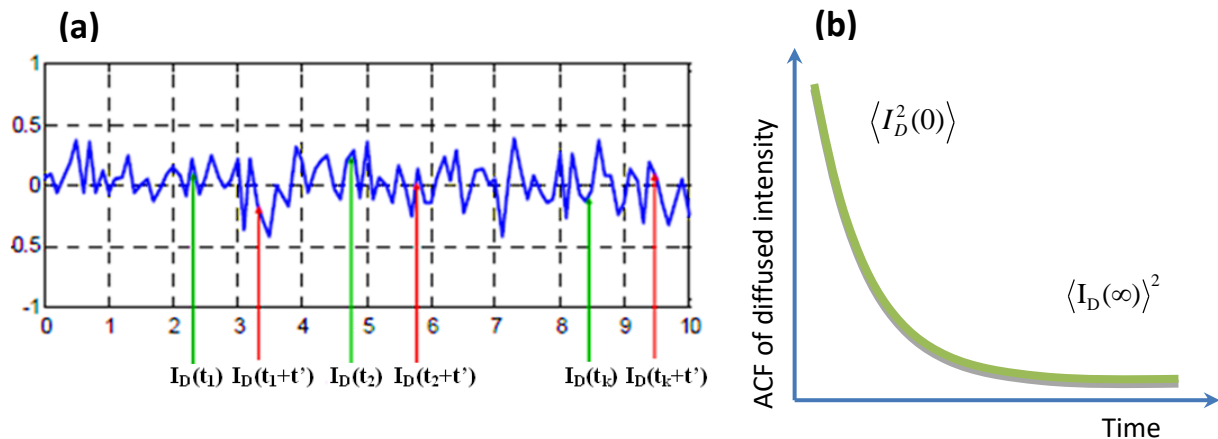 (a)
1
0.5
0
0.5
-1
0 1 2 3 4 5 6 7 8 9 10
I_D(t_1) I_D(t_1+t') I_D(t_2) I_D(t_2+t') I_D(t_k) I_D(t_k+t')
(b)
⟨I_D^2(0)⟩
⟨I_D(∞)⟩^2
ACF of diffused intensity
Time